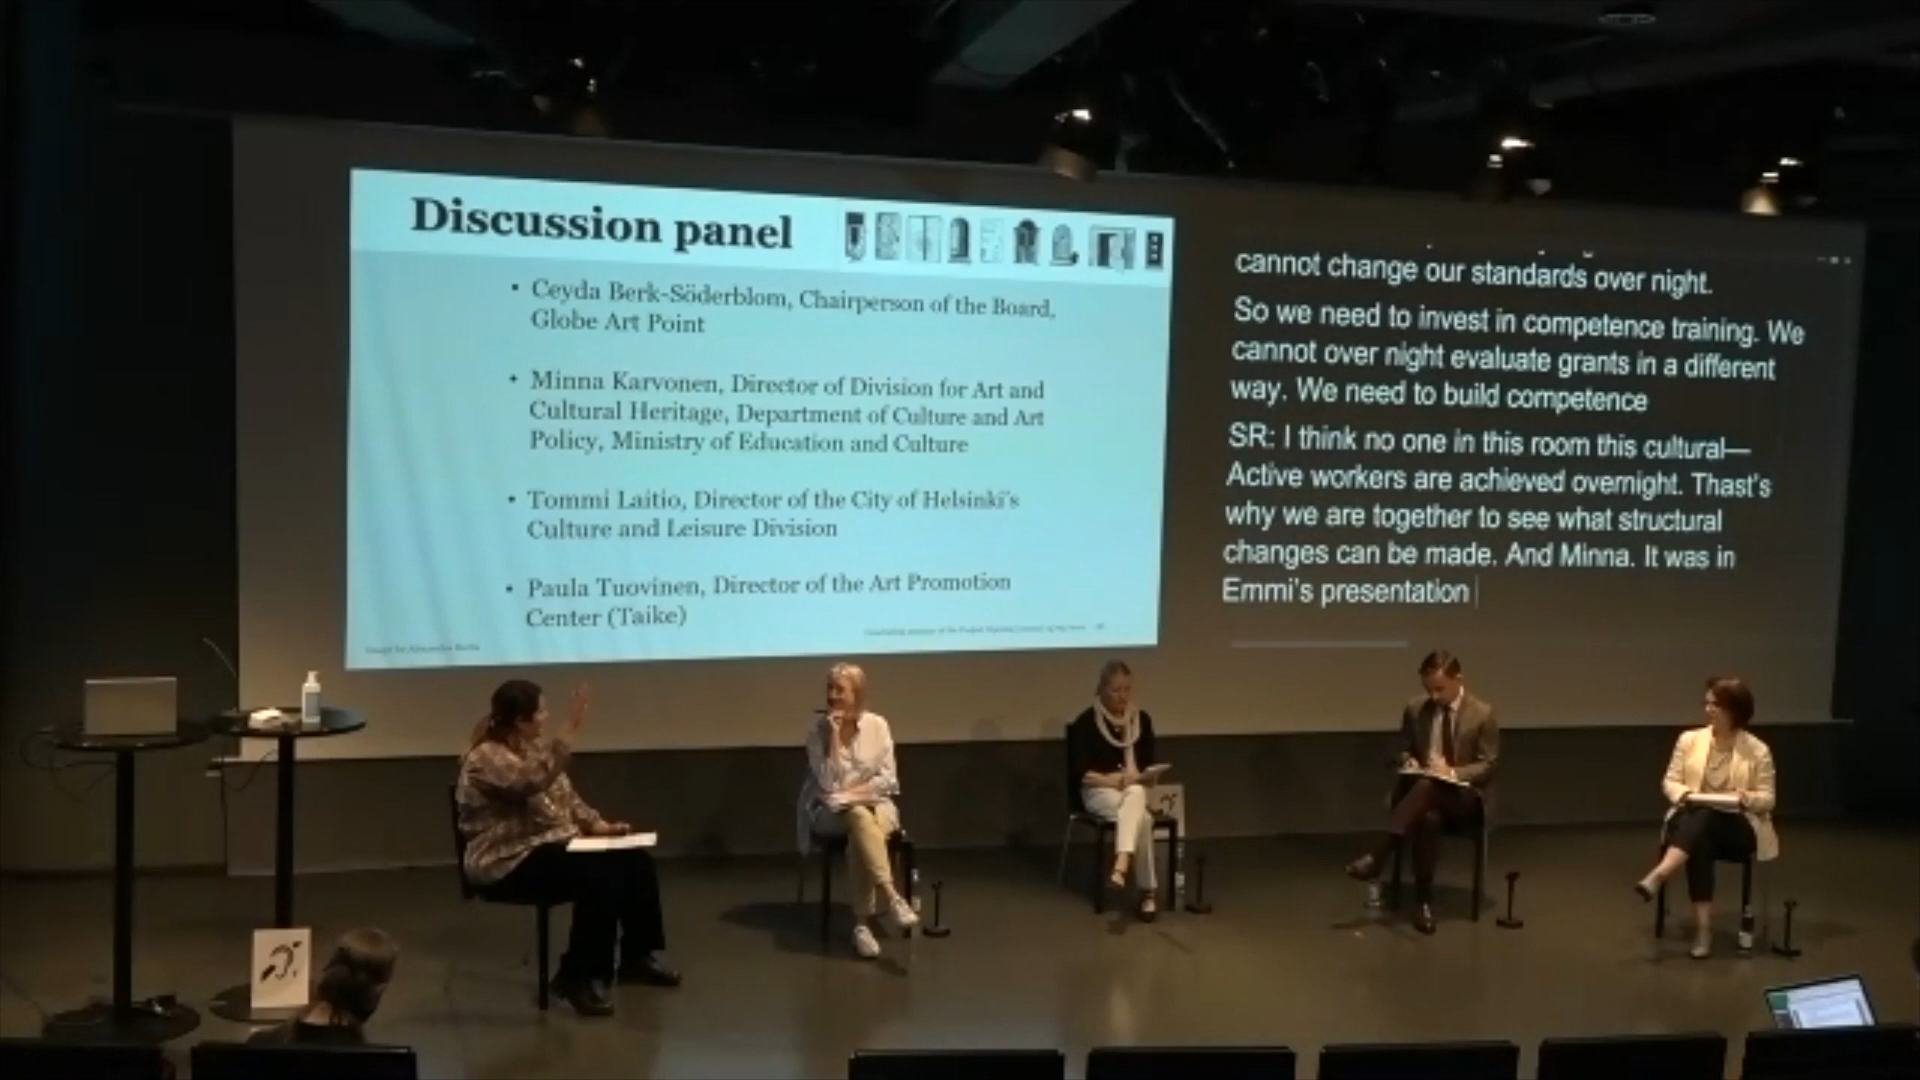 Discussion panel
• Ceyda Berk-Söderblom, Chairperson of the Board,
Globe Art Point
• Minna Karvonen, Director of Division for Art and
Cultural Heritage, Department of Culture and Art
Policy, Ministry of Education and Culture
• Tommi Laitio, Director of the City of Helsinki's
Culture and Leisure Division
• Paula Tuovinen, Director of the Art Promotion
Center (Taike)
cannot change our standards over night.
So we need to invest in competence training. We
cannot over night evaluate grants in a different
way. We need to build competence
SR: I think no one in this room this cultural—
Active workers are achieved overnight. Thast's
why we are together to see what structural
changes can be made. And Minna. It was in
Emmi's presentation